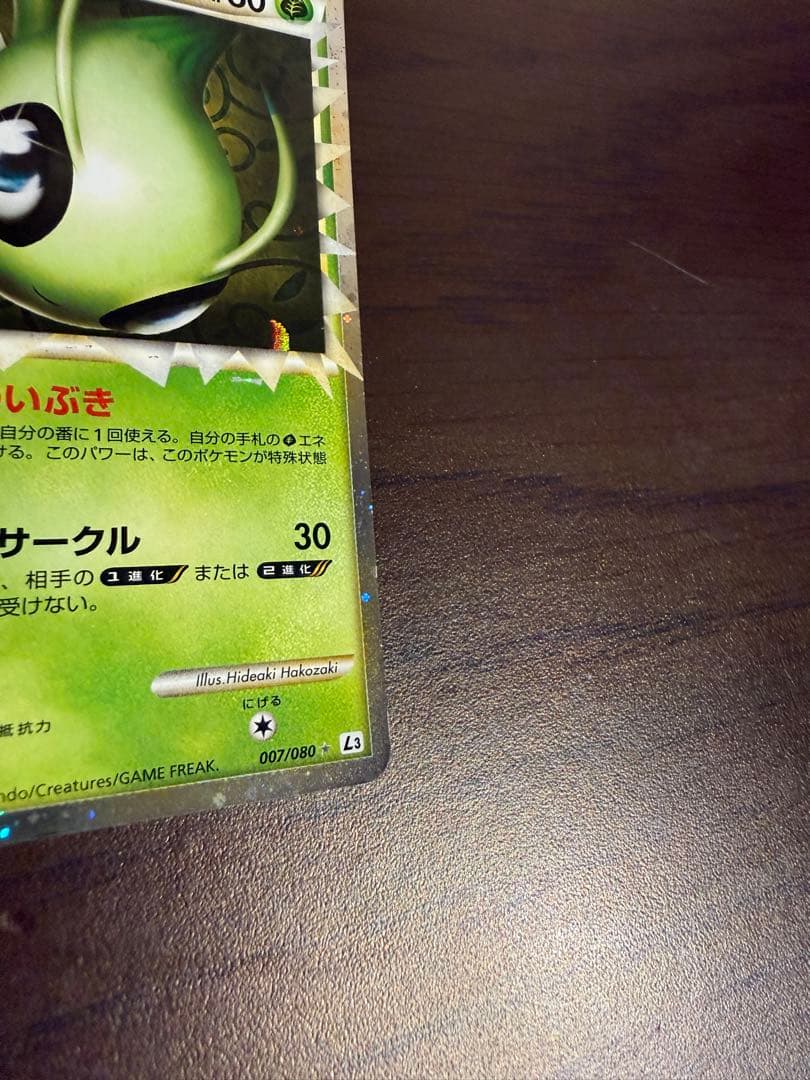 60
いぶき
自分の番に1回使える。自分の手札のエネ
ける。このパワーは、このポケモンが特殊状態
サークル 30
、相手の 1進化 または 2進化
受けない。
Illus.Hideaki Hakozaki
にげる
抵抗力
007/080 L3
ndo/Creatures/GAME FREAK.